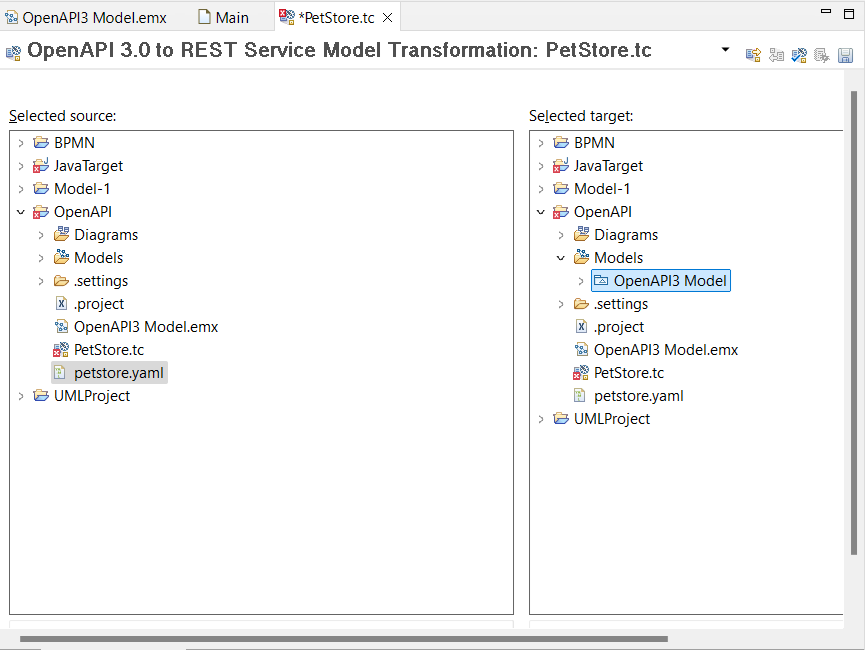 OpenAPI3 Model.emx
Main
*PetStore.tc
OpenAPI 3.0 to REST Service Model Transformation: PetStore.tc
Selected source:
BPMN
JavaTarget
Model-1
OpenAPI
Diagrams
Models
.settings
.project
OpenAPI3 Model.emx
PetStore.tc
petstore.yaml
UMLProject
Selected target:
BPMN
JavaTarget
Model-1
OpenAPI
Diagrams
Models
OpenAPI3 Model
.settings
.project
OpenAPI3 Model.emx
PetStore.tc
petstore.yaml
UMLProject